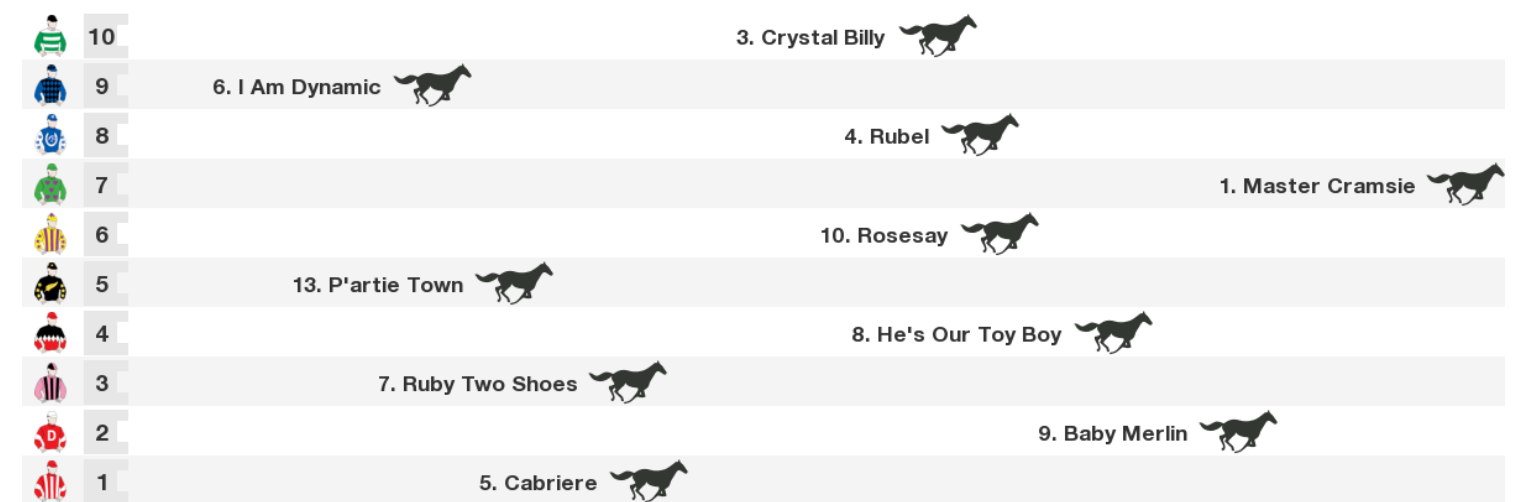 10 3. Crystal Billy
9 6. I Am Dynamic
8 4. Rubel
7 1. Master Cramsie
6 10. Rosesay
5 13. P'artie Town
4 8. He's Our Toy Boy
3 7. Ruby Two Shoes
2 D 9. Baby Merlin
1 5. Cabriere